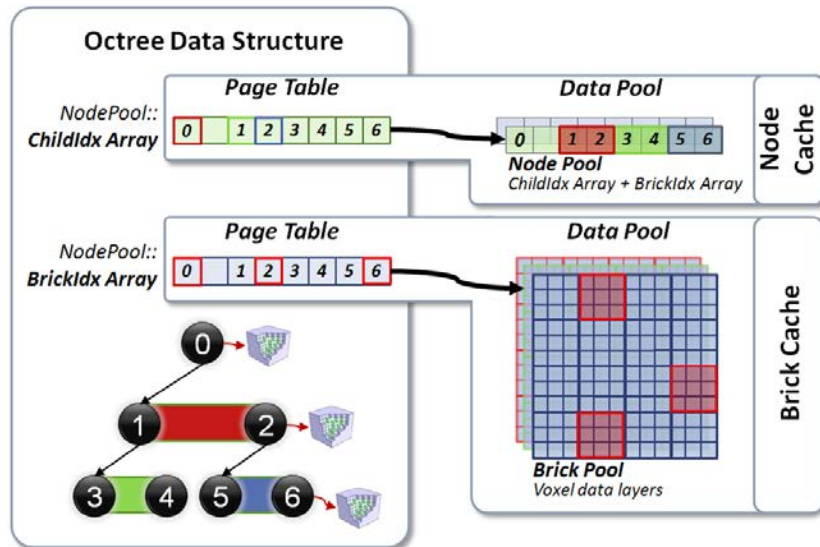 Octree Data Structure
Page Table
Data Pool
NodePool::
ChildIdx Array
0 1 2 3 4 5 6
0 1 2 3 4 5 6
Node Pool
ChildIdx Array + BrickIdx Array
Node
Cache
Page Table
Data Pool
NodePool::
BrickIdx Array
0 1 2 3 4 5 6
Brick Pool
Voxel data layers
Brick Cache
0
1 2
3 4 5 6